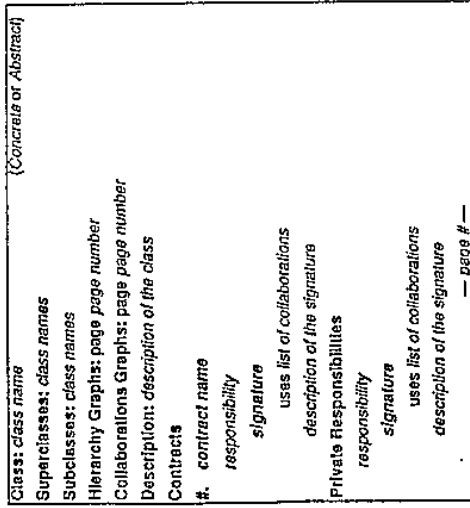 Class: class name (Concrete or Abstract)
Superclasses: class names
Subclasses: class names
Hierarchy Graphs: page page number
Collaborations Graphs: page page number
Description: description of the class
Contracts
#. contract name
responsibility
signature
uses list of collaborations
description of the signature
Private Responsibilities
responsibility
signature
uses list of collaborations
description of the signature
— page # —